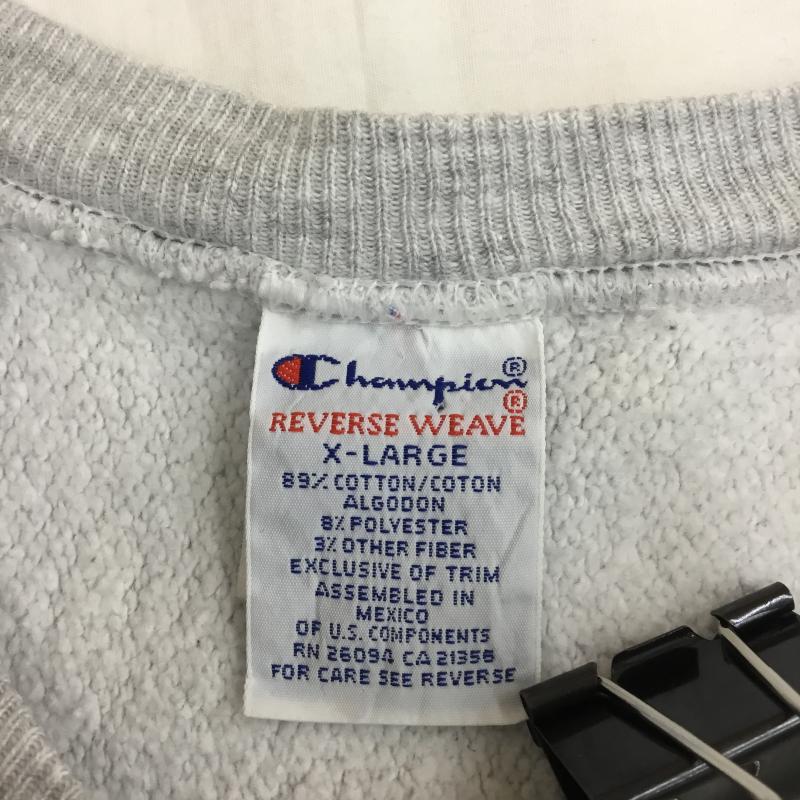 Champion®
REVERSE WEAVE®
X-LARGE
89% COTTON/COTON
ALGODON
8% POLYESTER
3% OTHER FIBER
EXCLUSIVE OF TRIM
ASSEMBLED IN
MEXICO
OF U.S. COMPONENTS
RN 26094 CA 21356
FOR CARE SEE REVERSE